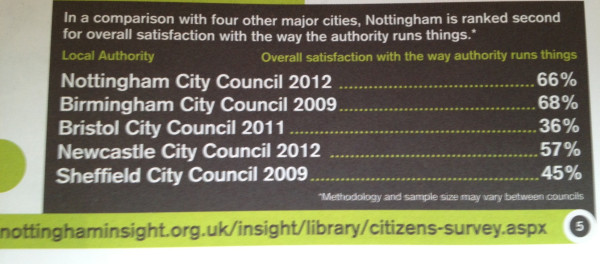 In a comparison with four other major cities, Nottingham is ranked second
for overall satisfaction with the way the authority runs things.*
Local Authority Overall satisfaction with the way authority runs things
Nottingham City Council 2012 ........................................ 66%
Birmingham City Council 2009 ....................................... 68%
Bristol City Council 2011 .................................................. 36%
Newcastle City Council 2012 .......................................... 57%
Sheffield City Council 2009 ............................................. 45%
*Methodology and sample size may vary between councils
nottinghaminsight.org.uk/insight/library/citizens-survey.aspx 5